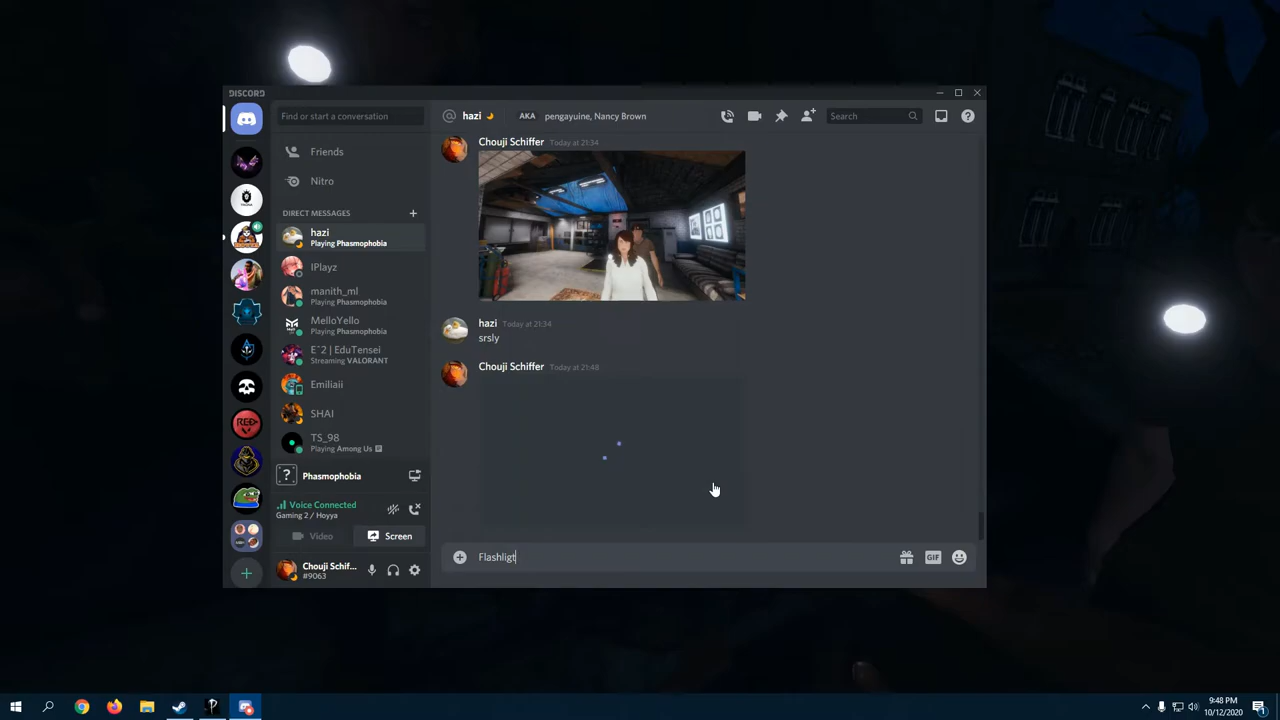 DISCORD
Find or start a conversation
Friends
Nitro
DIRECT MESSAGES
hazi
Playing Phasmophobia
IPlayz
manith_ml
Playing Phasmophobia
MelloYello
Playing Phasmophobia
E^2 | EduTensei
Streaming VALORANT
Emiliaii
SHAI
TS_98
Playing Among Us
Phasmophobia
Voice Connected
Gaming 2 / Hoyya
Video
Screen
Chouji Schif...
#9063
@ hazi AKA pengayuine, Nancy Brown
Search
Chouji Schiffer Today at 21:34
hazi Today at 21:34
srsly
Chouji Schiffer Today at 21:48
Flashligt
GIF
9:48 PM
10/12/2020